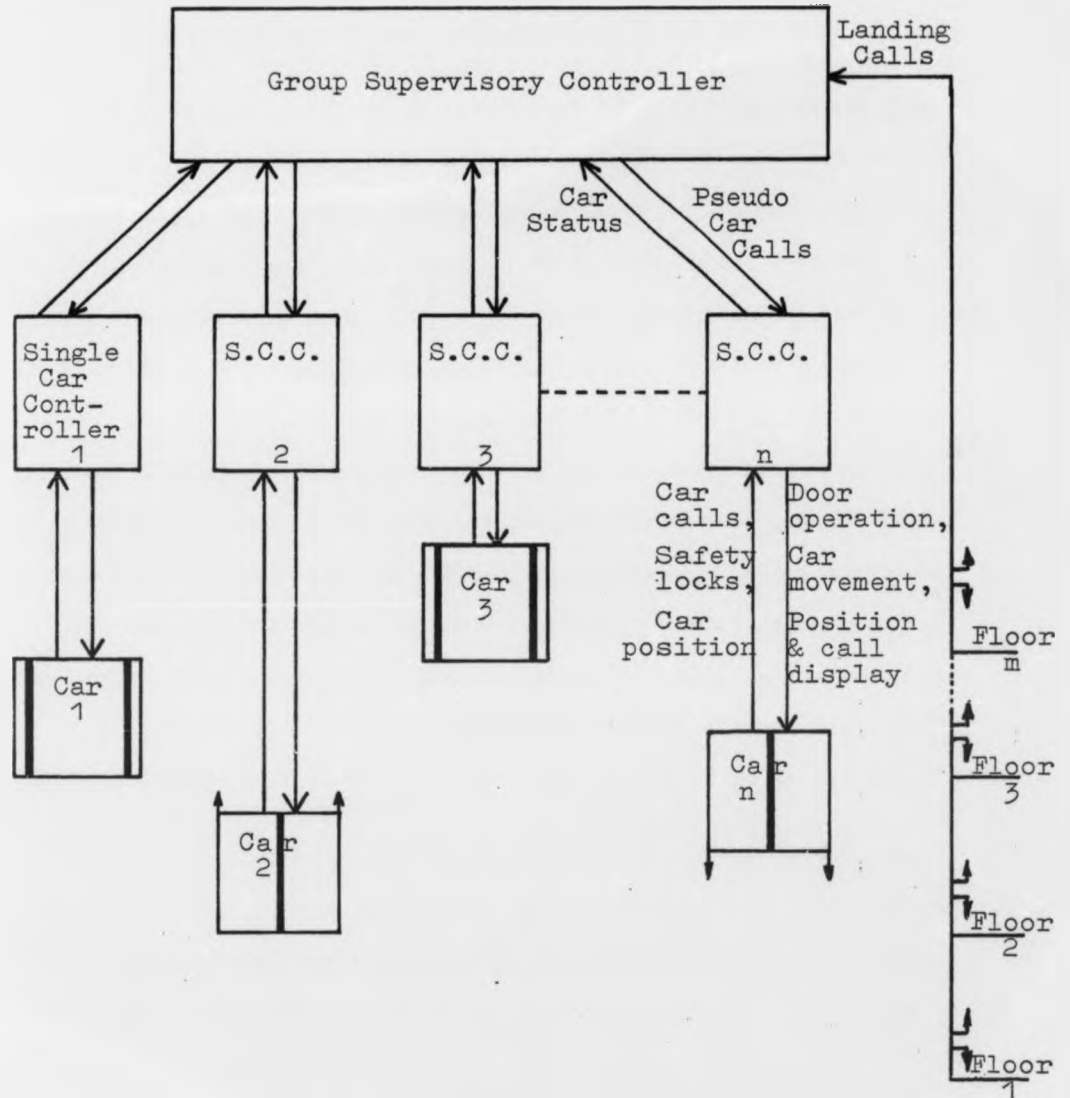 Landing
Calls
Group Supervisory Controller
Car
Status
Pseudo
Car
Calls
Single
Car
Cont-
roller
1
S.C.C.
2
S.C.C.
3
S.C.C.
n
Car
calls,
Safety
locks,
Car
position
Door
operation,
Car
movement,
Position
& call
display
Car
1
Car
2
Car
3
Car
n
Floor
m
Floor
3
Floor
2
Floor
1